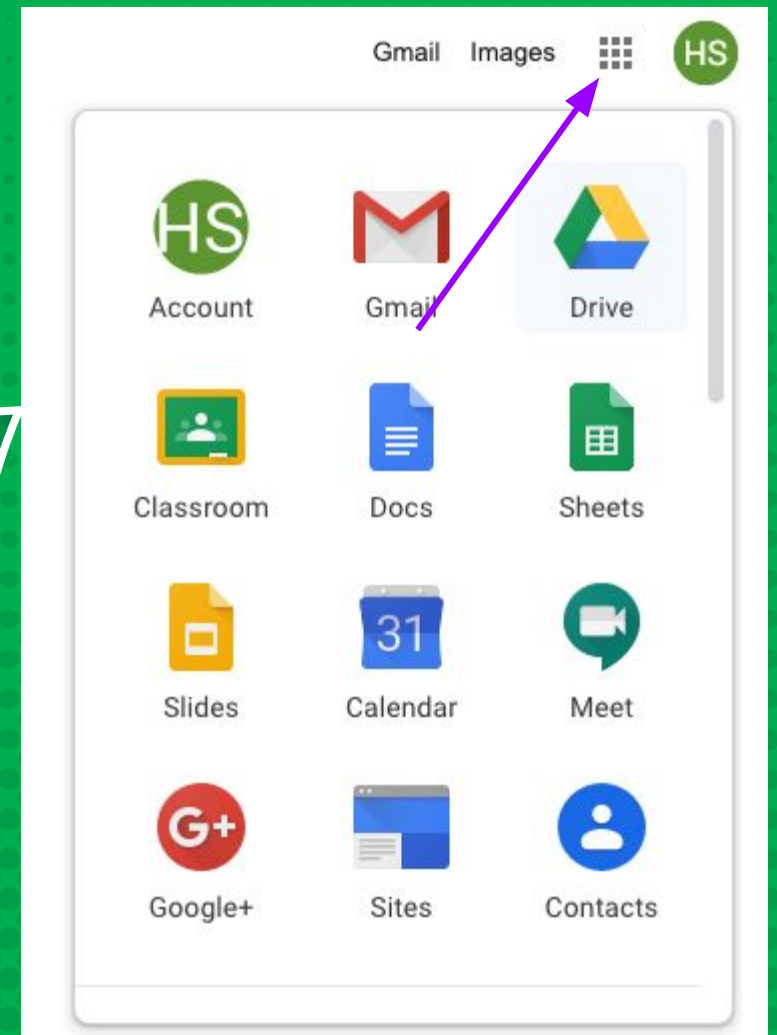 Gmail Images HS
HS
Account Gmail Drive
Classroom Docs Sheets
31
Slides Calendar Meet
G+
Google+ Sites Contacts